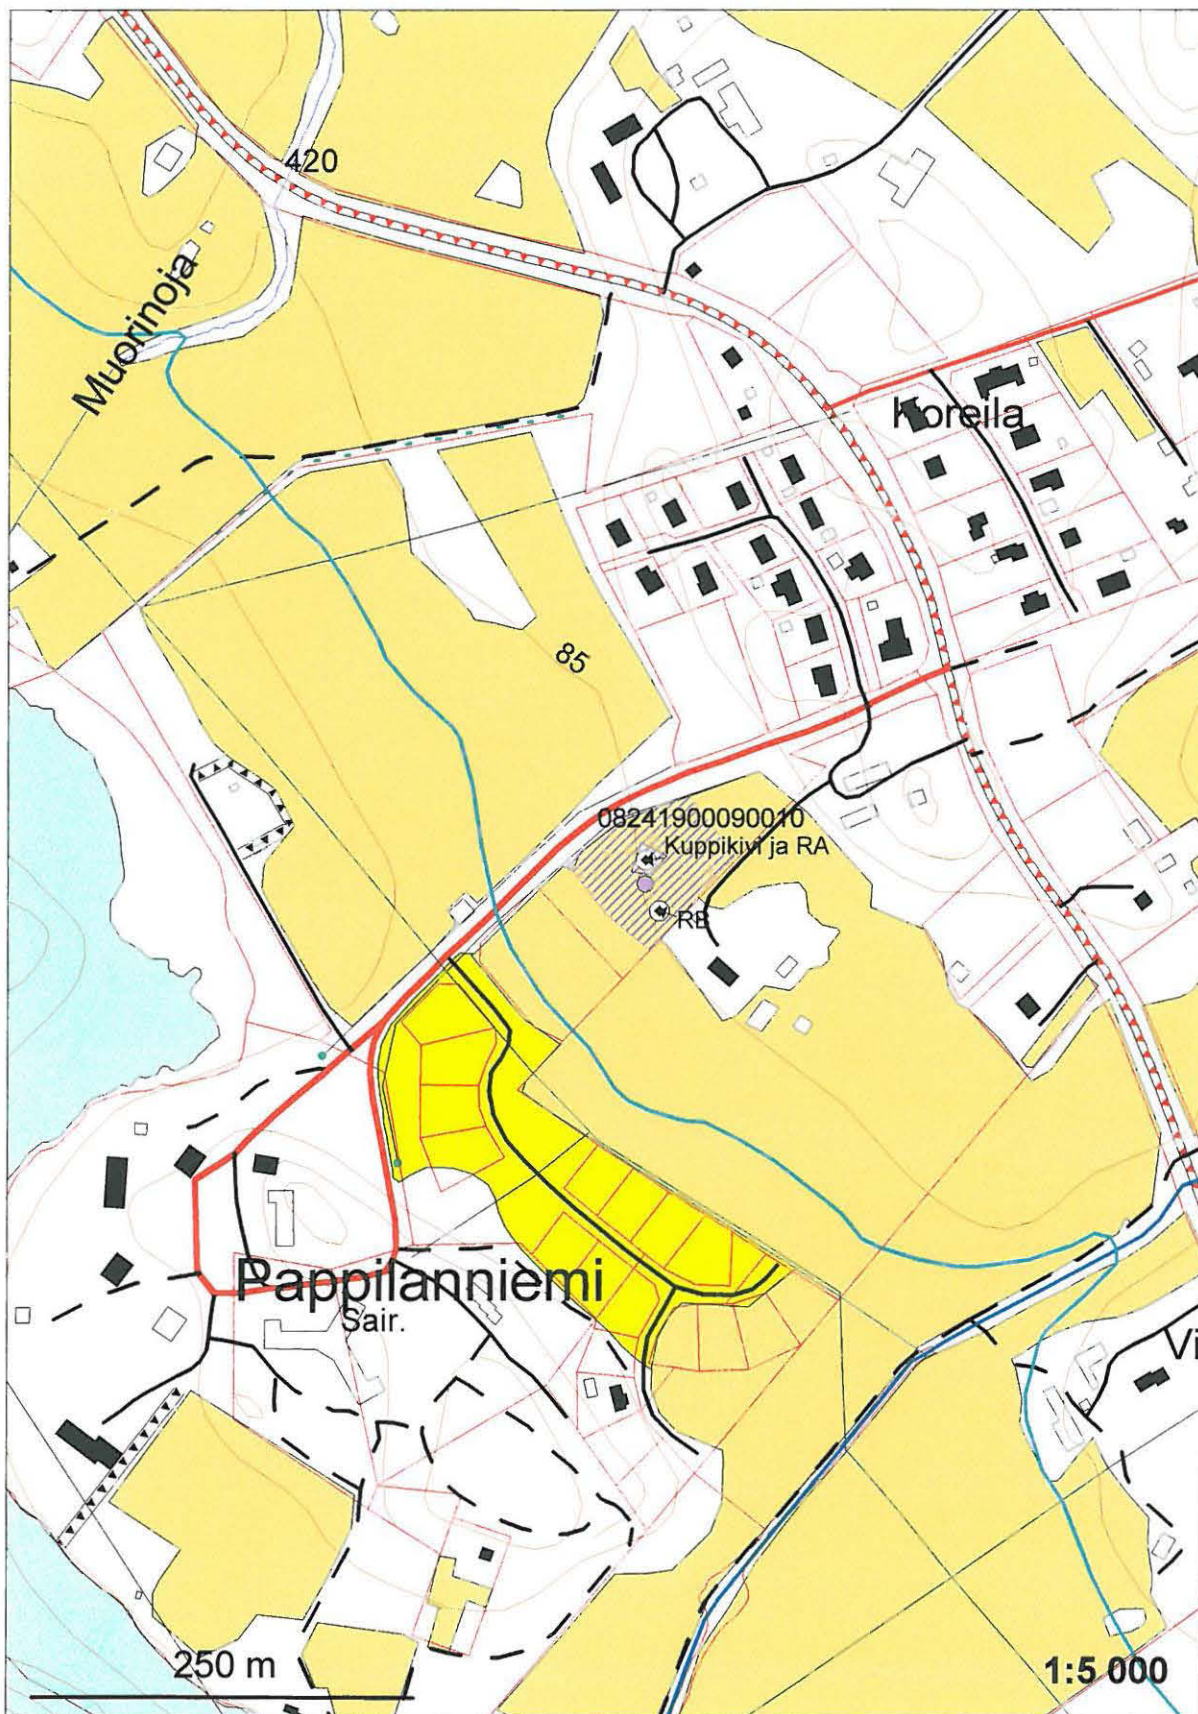 420
Muorinoja
Koreila
85
08241900090010
Kuppikivi ja RA
RB
Pappilanniemi
Sair.
Vi
250 m
1:5 000